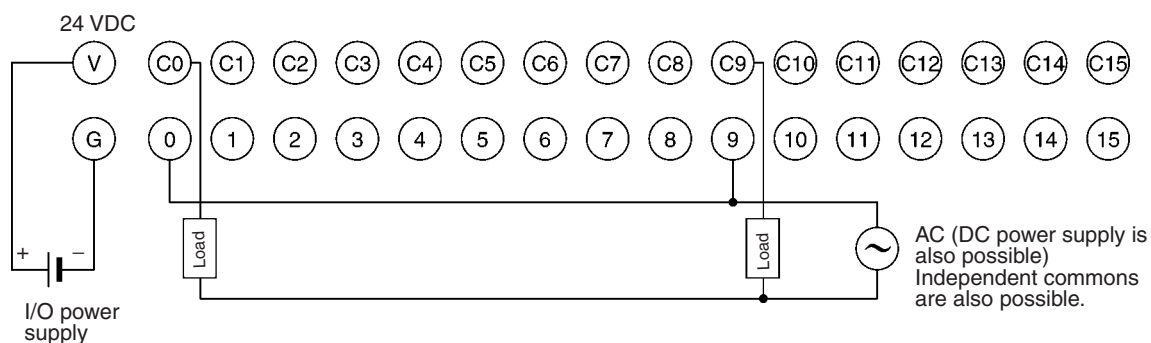 24 VDC
V C0 C1 C2 C3 C4 C5 C6 C7 C8 C9 C10 C11 C12 C13 C14 C15
G 0 1 2 3 4 5 6 7 8 9 10 11 12 13 14 15
+ −
Load
Load
~
AC (DC power supply is
also possible)
Independent commons
are also possible.
I/O power
supply